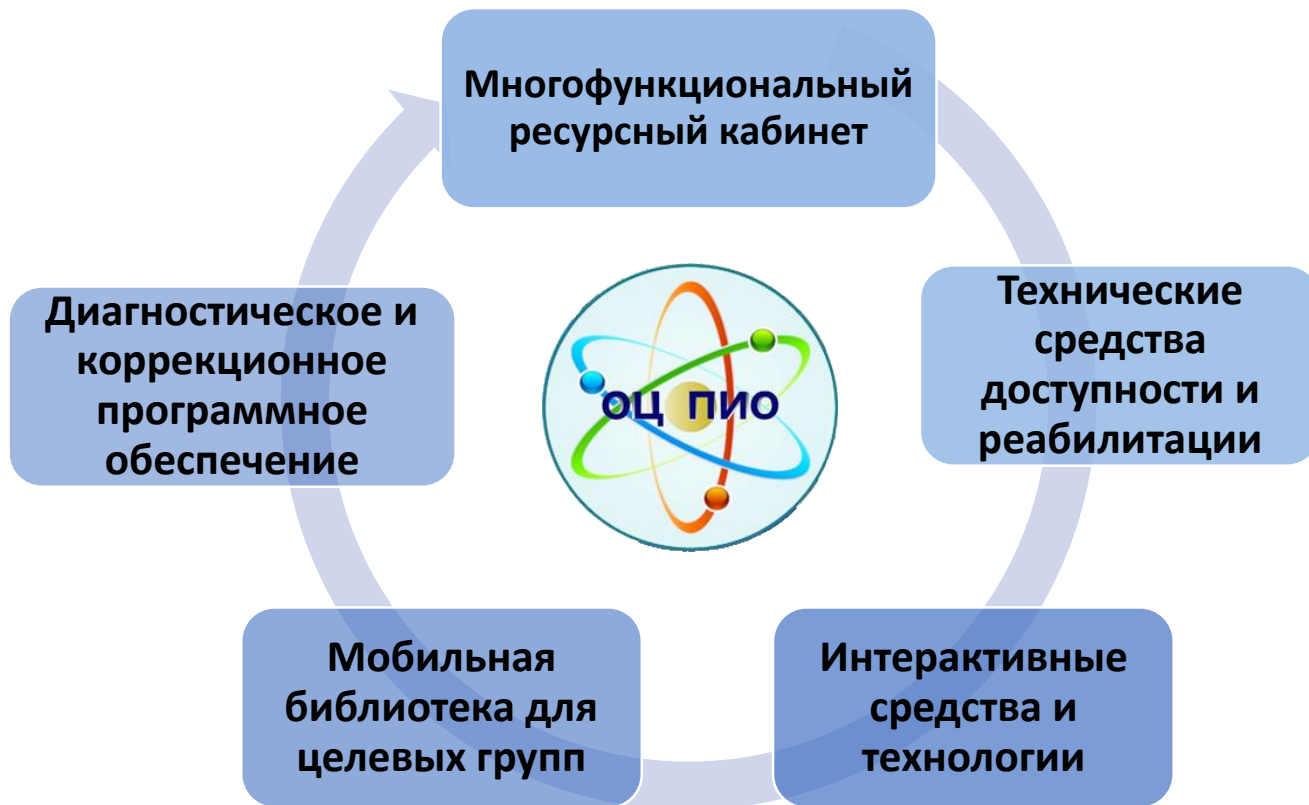 Многофункциональный
ресурсный кабинет
Технические
средства
доступности и
реабилитации
Интерактивные
средства и
технологии
Мобильная
библиотека для
целевых групп
Диагностическое и
коррекционное
программное
обеспечение
ОЦ ПИО